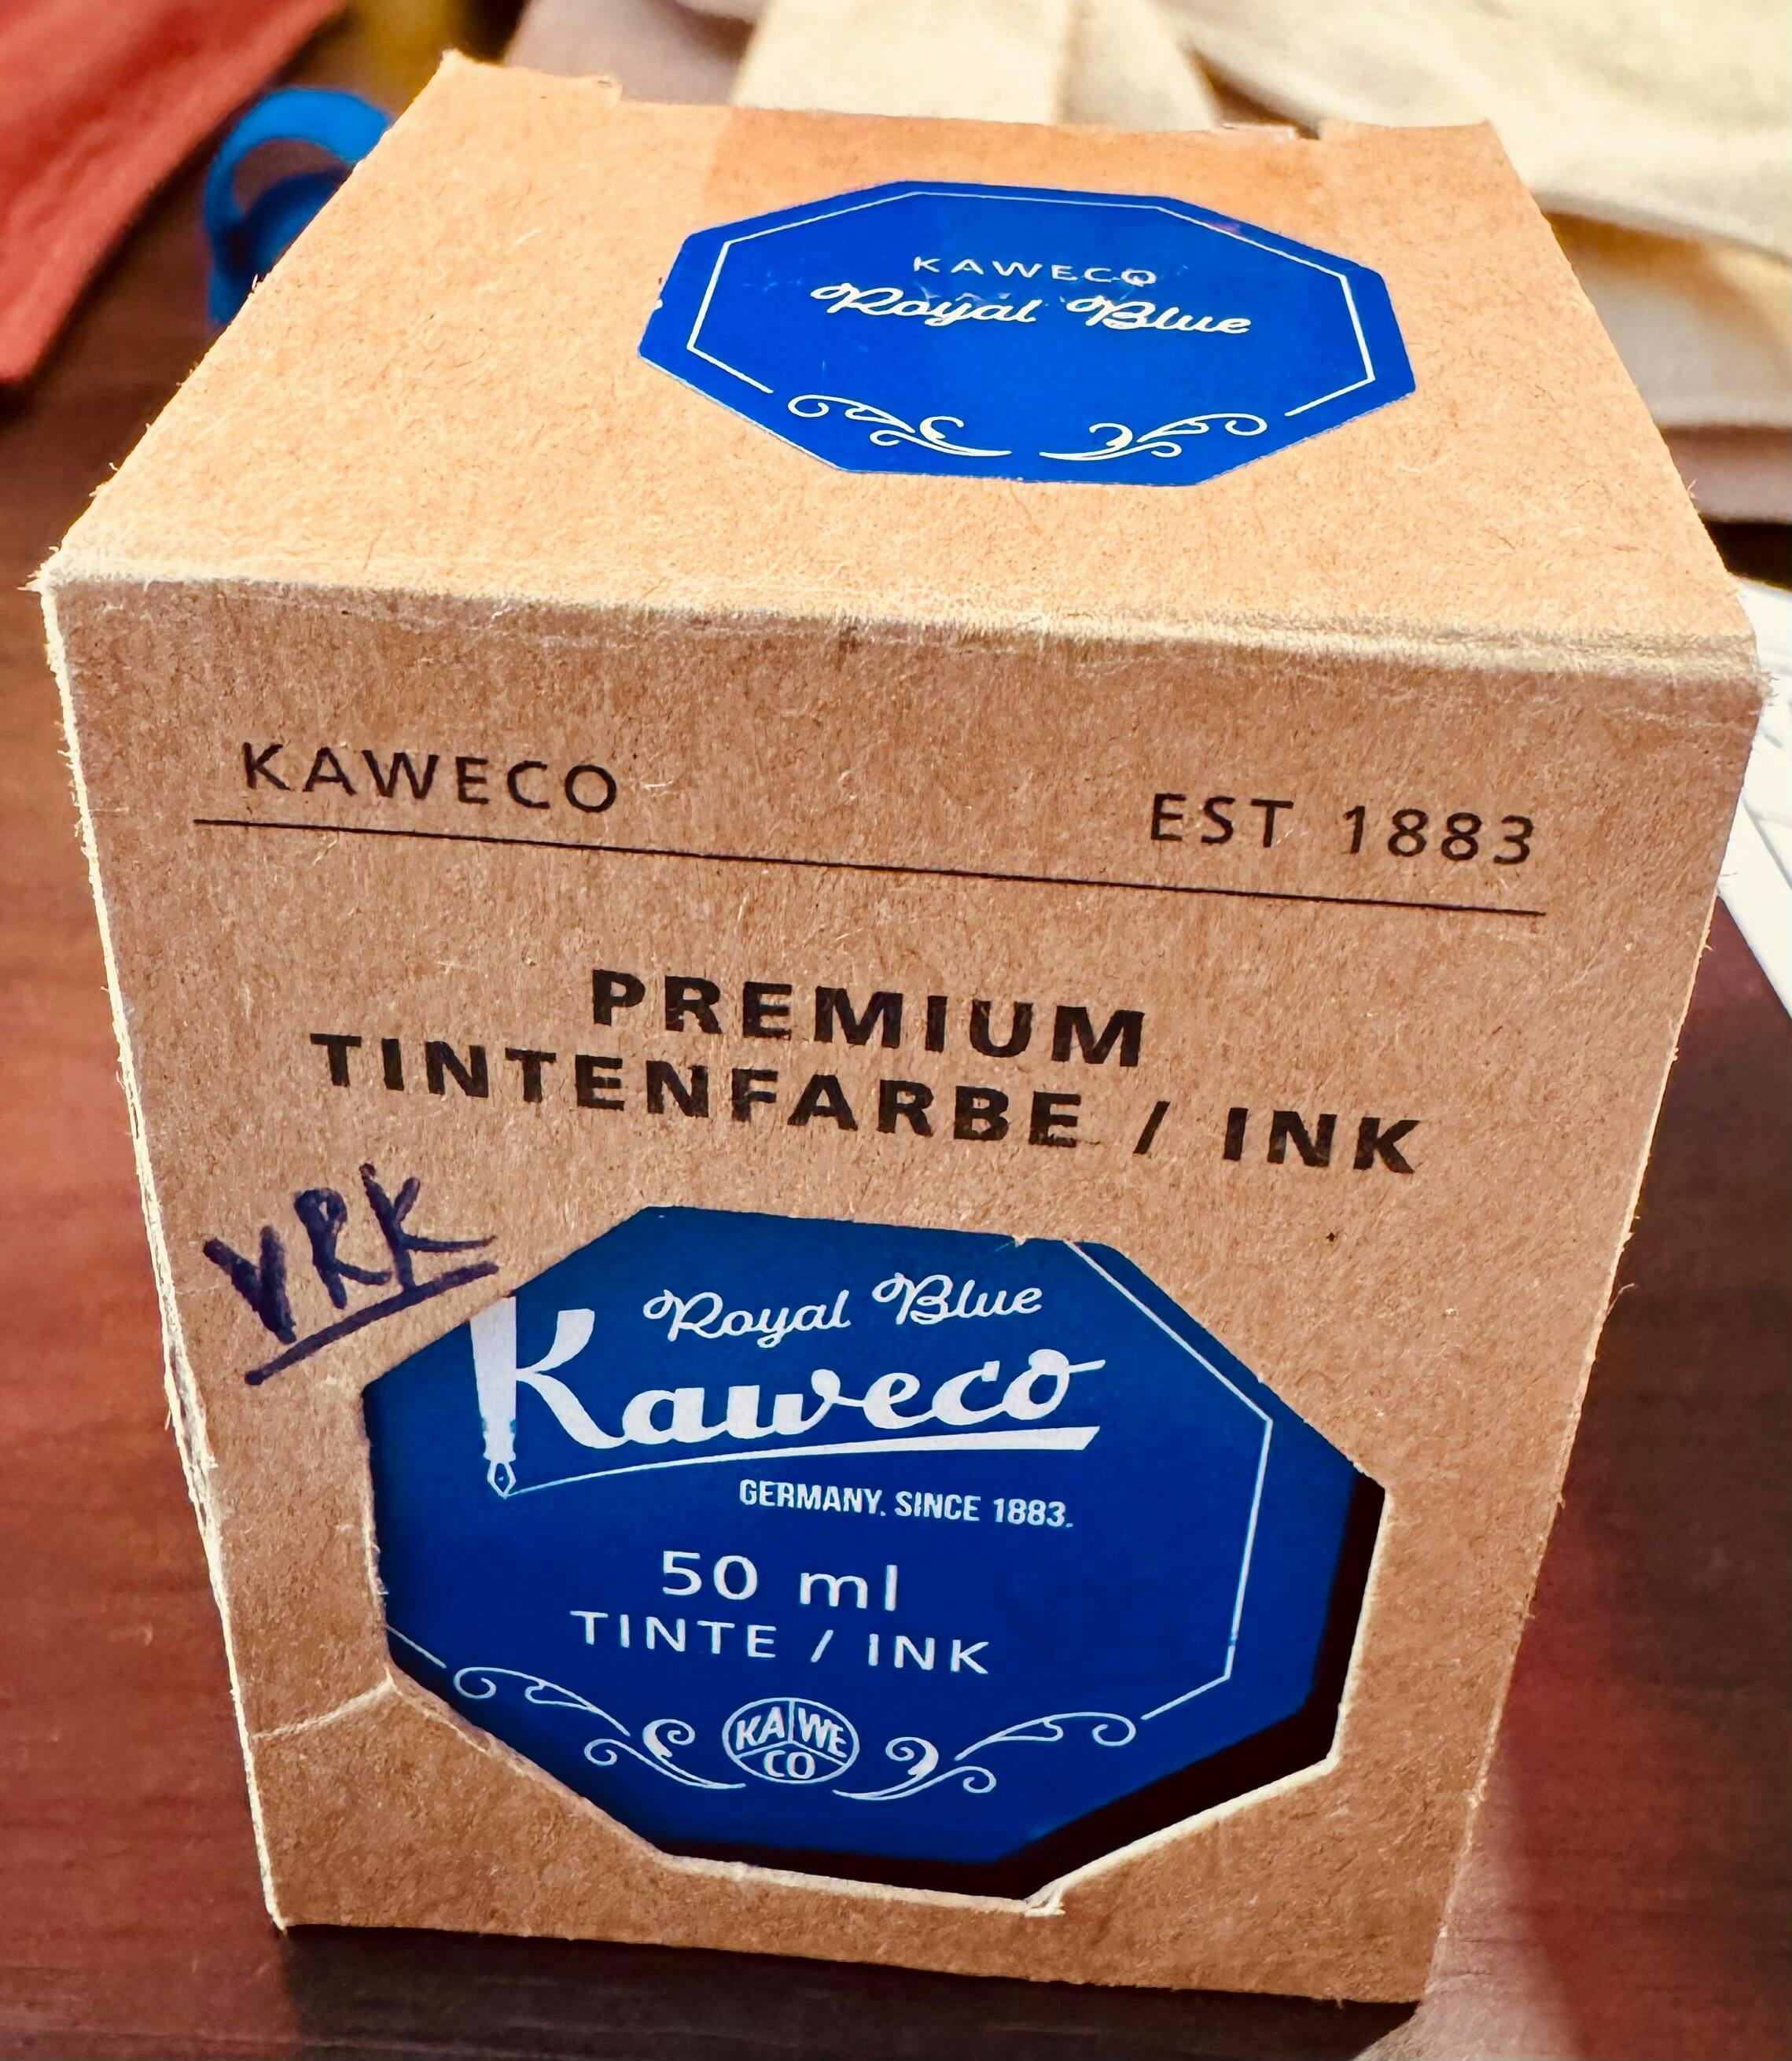 KAWECO
Royal Blue
KAWECO EST 1883
PREMIUM
TINTENFARBE / INK
VRK
Royal Blue
Kaweco
GERMANY. SINCE 1883.
50 ml
TINTE / INK
KA WE
CO